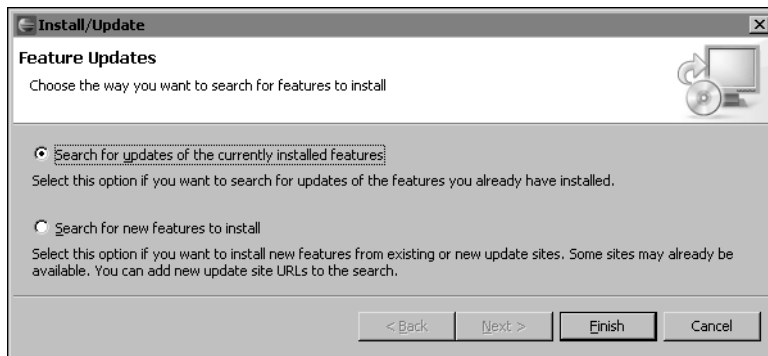 Install/Update
Feature Updates
Choose the way you want to search for features to install
Search for updates of the currently installed features
Select this option if you want to search for updates of the features you already have installed.
Search for new features to install
Select this option if you want to install new features from existing or new update sites. Some sites may already be
available. You can add new update site URLs to the search.
< Back Next > Finish Cancel